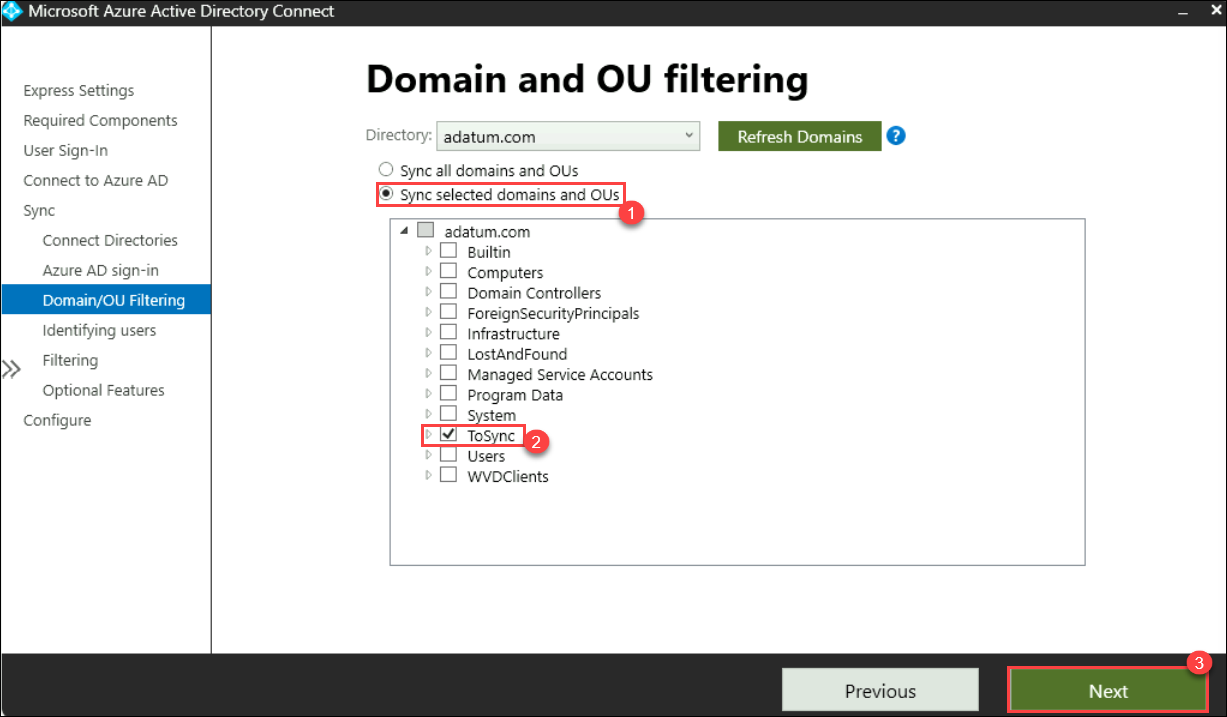 Microsoft Azure Active Directory Connect
Express Settings
Required Components
User Sign-In
Connect to Azure AD
Sync
Connect Directories
Azure AD sign-in
Domain/OU Filtering
Identifying users
Filtering
Optional Features
Configure
Domain and OU filtering
Directory: adatum.com Refresh Domains ?
Sync all domains and OUs
Sync selected domains and OUs
1
adatum.com
Builtin
Computers
Domain Controllers
ForeignSecurityPrincipals
Infrastructure
LostAndFound
Managed Service Accounts
Program Data
System
ToSync 2
Users
WVDClients
3
Previous Next